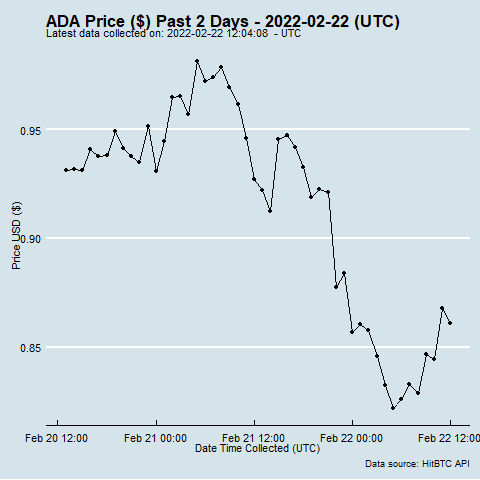 ADA Price ($) Past 2 Days - 2022-02-22 (UTC)
Latest data collected on: 2022-02-22 12:04:08  - UTC
0.95
0.90
0.85
Price USD ($)
Feb 20 12:00
Feb 21 00:00
Feb 21 12:00
Feb 22 00:00
Feb 22 12:00
Date Time Collected (UTC)
Data source: HitBTC API